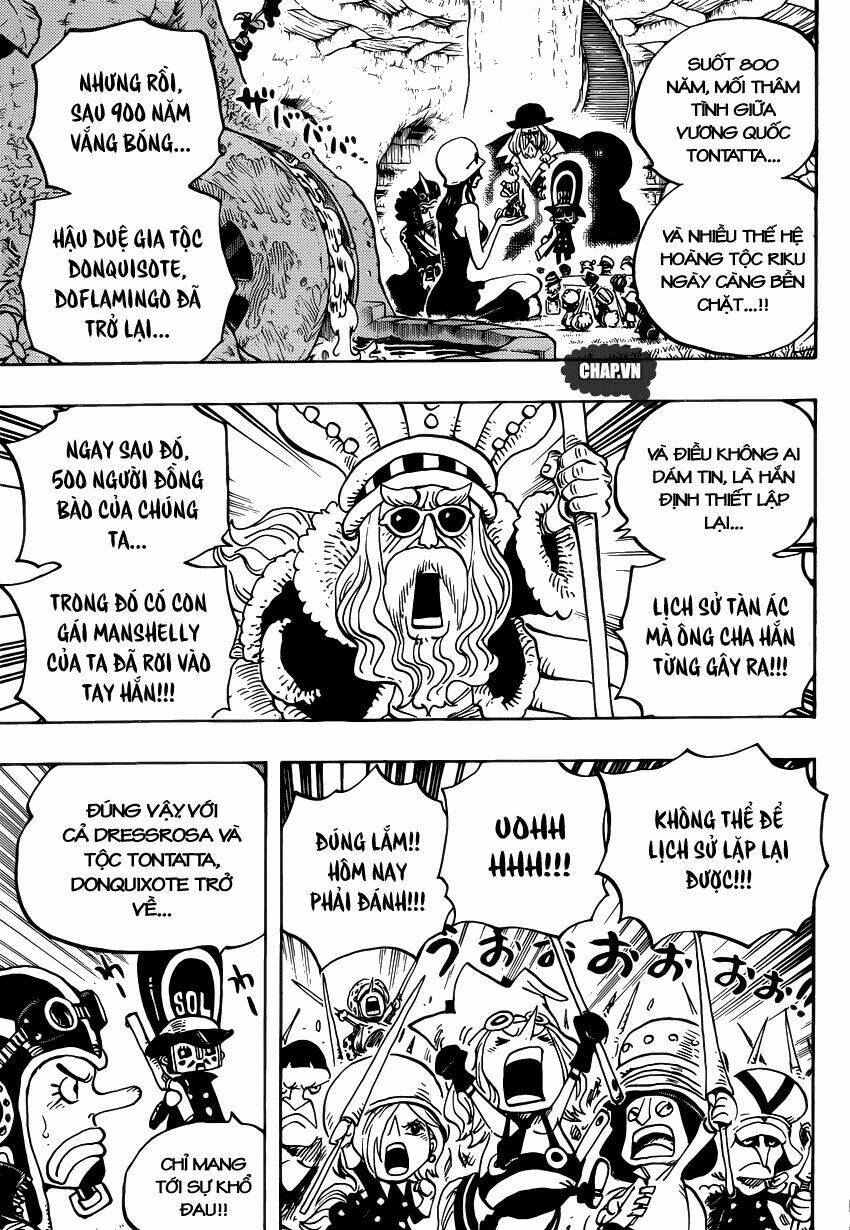 SUỐT 800
NĂM, MỐI THÂM
TÌNH GIỮA
VƯƠNG QUỐC
TONTATTA...
VÀ NHIỀU THẾ HỆ
HOÀNG TỘC RIKU
NGÀY CÀNG BỀN
CHẶT...!!
NHƯNG RỒI,
SAU 900 NĂM
VẮNG BÓNG...
HẬU DUỆ GIA TỘC
DONQUISOTE,
DOFLAMINGO ĐÃ
TRỞ LẠI...
CHAP.VN
VÀ ĐIỀU KHÔNG AI
DÁM TIN, LÀ HẮN
ĐỊNH THIẾT LẬP
LẠI...
LỊCH SỬ TÀN ÁC
MÀ ÔNG CHA HẮN
TỪNG GÂY RA!!!
NGAY SAU ĐÓ,
500 NGƯỜI ĐỒNG
BÀO CỦA CHÚNG
TA...
TRONG ĐÓ CÓ CON
GÁI MANSHELLY
CỦA TA ĐÃ RƠI VÀO
TAY HẮN!!!
KHÔNG THỂ ĐỂ
LỊCH SỬ LẶP LẠI
ĐƯỢC!!!
UOHH
HHH!!!
ĐÚNG LẮM!!
HÔM NAY
PHẢI ĐÁNH!!!
うおおおおおお!!
ĐÚNG VẬY.VỚI
CẢ DRESSROSA VÀ
TỘC TONTATTA,
DONQUIXOTE TRỞ
VỀ...
SOL
CHỈ MANG
TỚI SỰ KHỔ
ĐAU!!